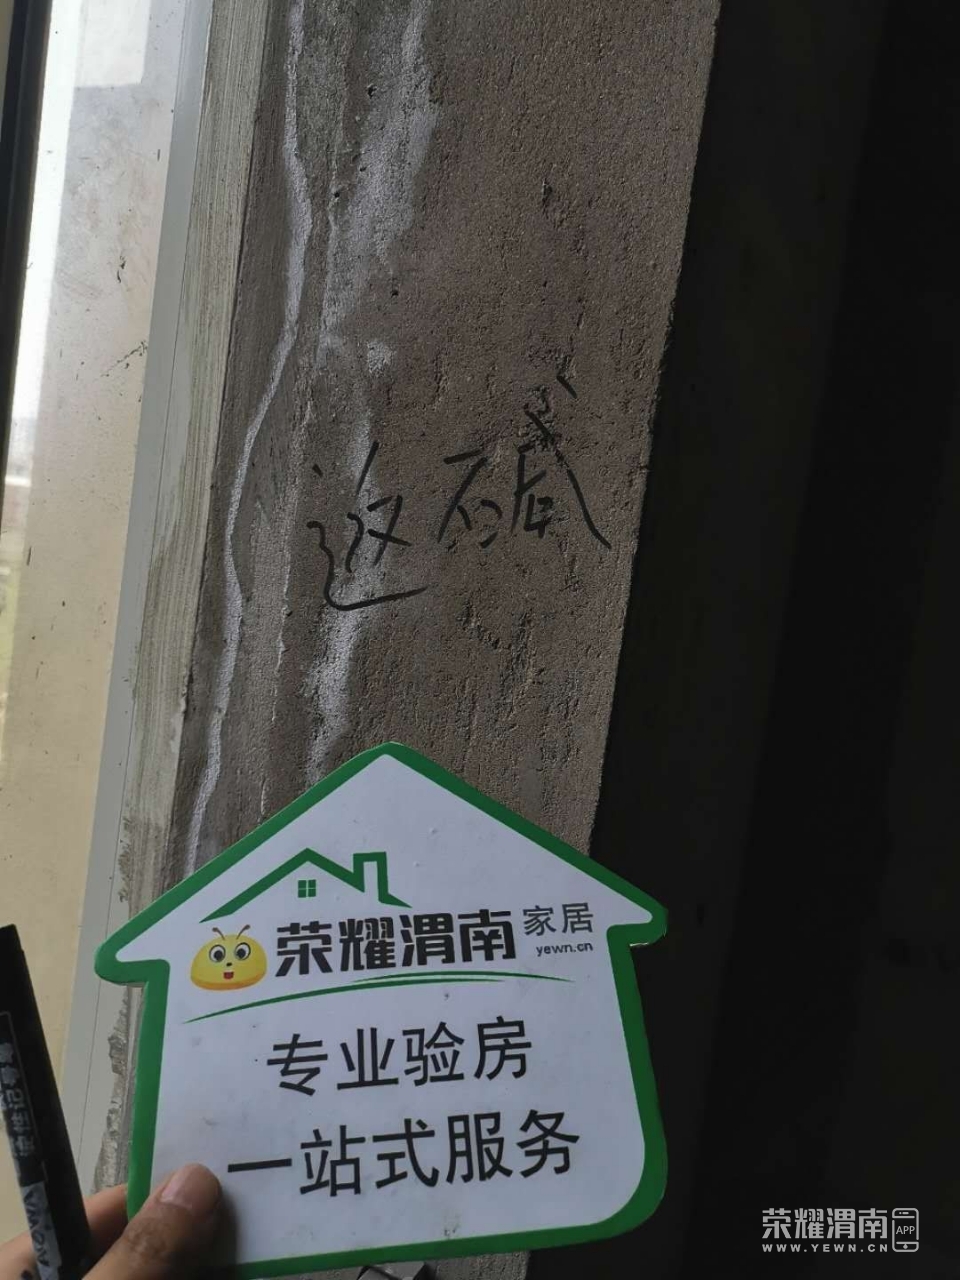 返碱
荣耀渭南 家居
yewn.cn
专业验房
一站式服务
荣耀渭南 APP
WWW.YEWN.CN